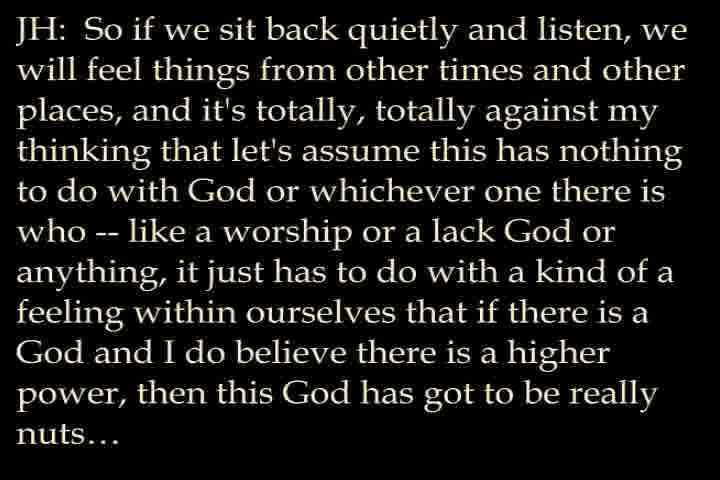 JH:  So if we sit back quietly and listen, we
will feel things from other times and other
places, and it's totally, totally against my
thinking that let's assume this has nothing
to do with God or whichever one there is
who -- like a worship or a lack God or
anything, it just has to do with a kind of a
feeling within ourselves that if there is a
God and I do believe there is a higher
power, then this God has got to be really
nuts…